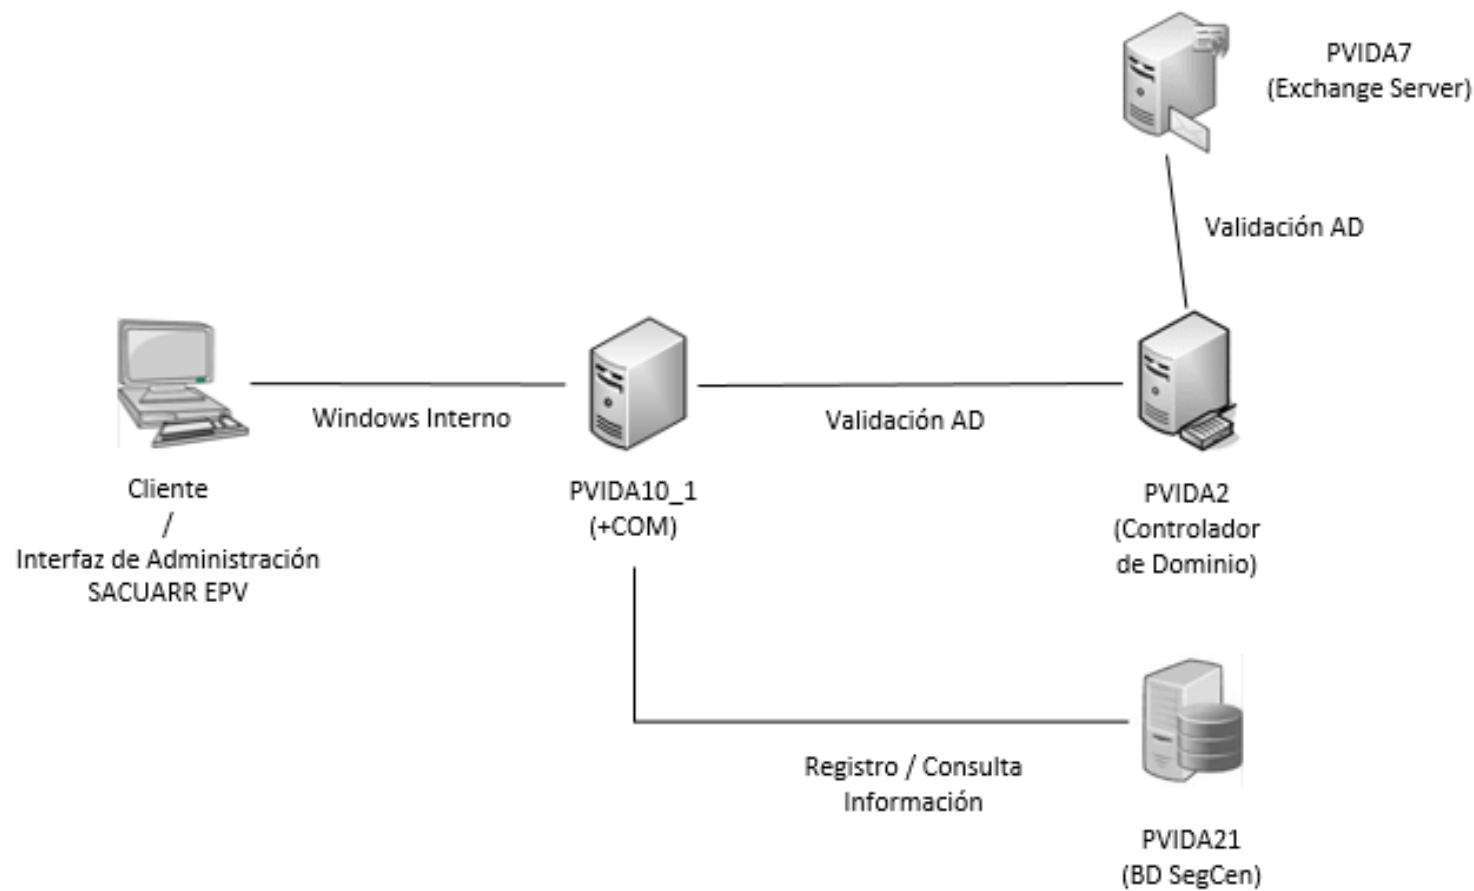 PVIDA7
(Exchange Server)
Validación AD
Windows Interno
Validación AD
Cliente
/
Interfaz de Administración
SACUARR EPV
PVIDA10_1
(+COM)
PVIDA2
(Controlador
de Dominio)
Registro / Consulta
Información
PVIDA21
(BD SegCen)